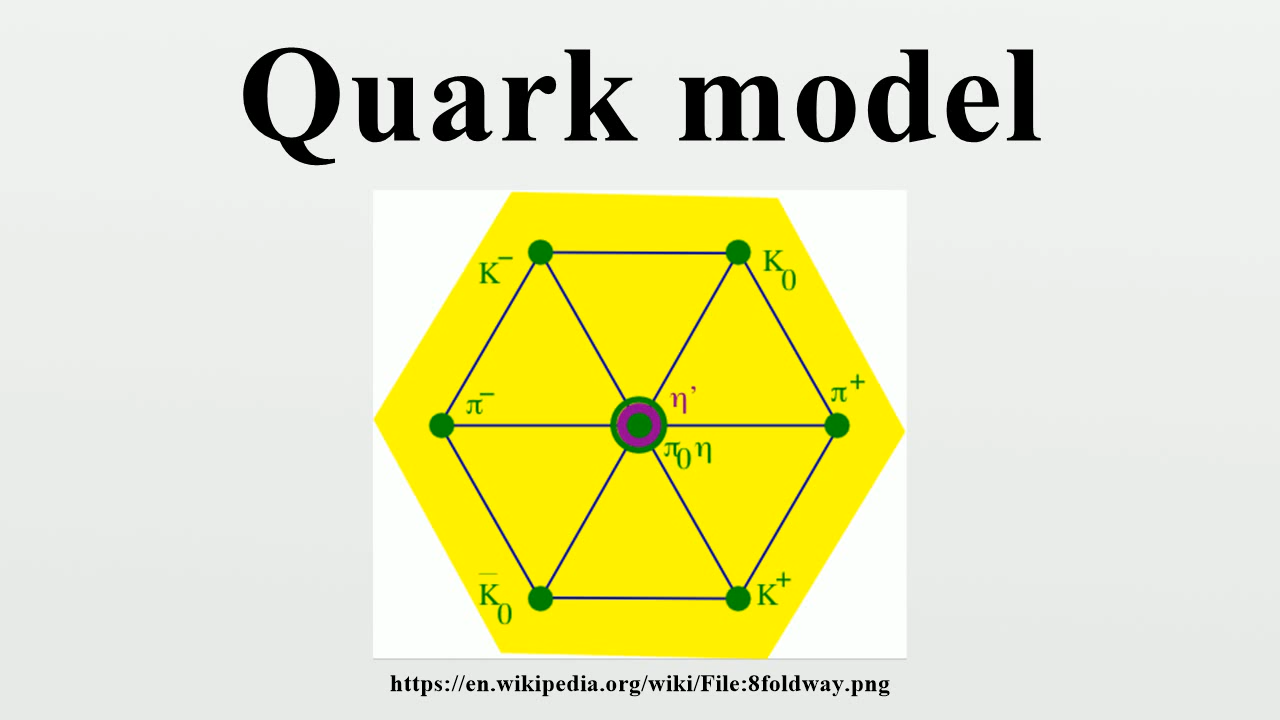 Quark model
K⁻
K₀
π⁻
η’
π⁺
π₀ η
K̅₀
K⁺
https://en.wikipedia.org/wiki/File:8foldway.png